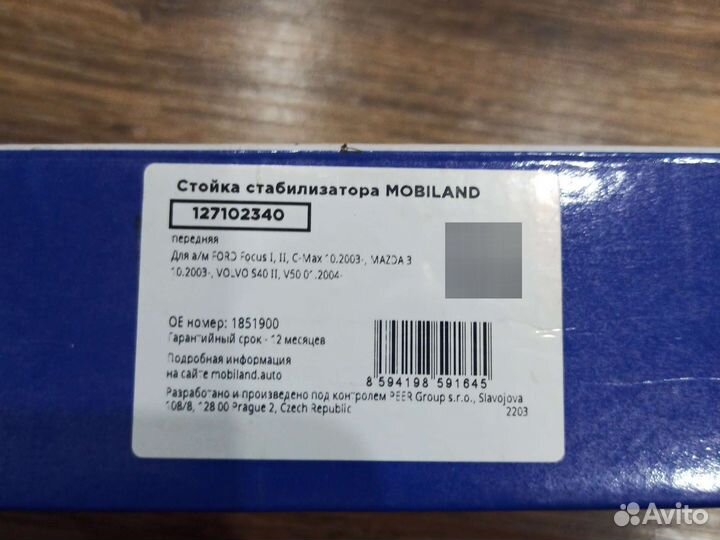 Стойка стабилизатора MOBILAND
127102340
передняя
Для а/м FORD Focus I, II, C-Max 10.2003-, MAZDA 3
10.2003-, VOLVO S40 II, V50 01.2004-
OE номер: 1851900
Гарантийный срок - 12 месяцев
Подробная информация
на сайте mobiland.auto
8 594198 591645
Разработано и произведено под контролем PEER Group s.r.o., Slavojova
108/8, 128 00 Prague 2, Czech Republic
2203
Avito